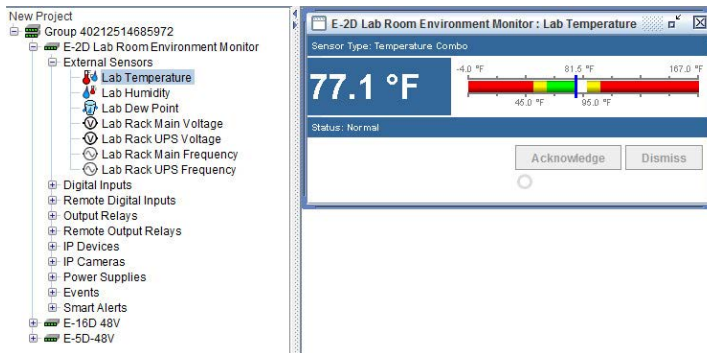 New Project
Group 40212514685972
E-2D Lab Room Environment Monitor
External Sensors
Lab Temperature
Lab Humidity
Lab Dew Point
Lab Rack Main Voltage
Lab Rack UPS Voltage
Lab Rack Main Frequency
Lab Rack UPS Frequency
Digital Inputs
Remote Digital Inputs
Output Relays
Remote Output Relays
IP Devices
IP Cameras
Power Supplies
Events
Smart Alerts
E-16D 48V
E-5D-48V
E-2D Lab Room Environment Monitor : Lab Temperature
Sensor Type: Temperature Combo
77.1 °F
-4.0 °F 81.5 °F 167.0 °F
45.0 °F 95.0 °F
Status: Normal
Acknowledge Dismiss